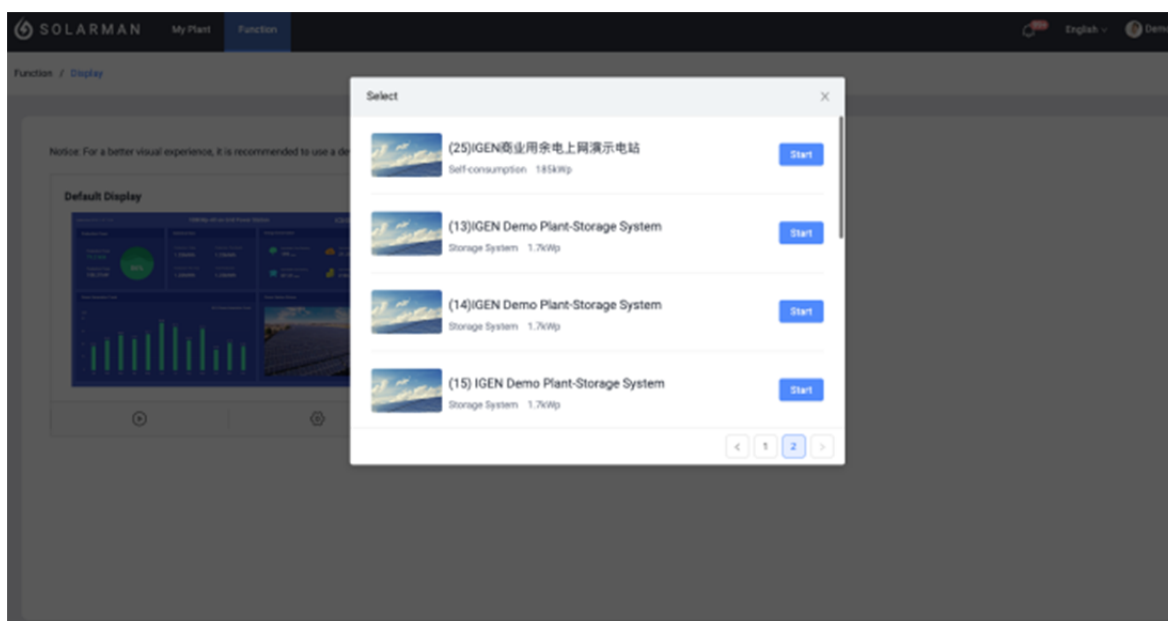 SOLARMAN
My Plant
Function
English
Demo
Function / Display
Select
Notice: For a better visual experience, it is recommended to use a de
(25)IGEN商业用余电上网演示电站
Self-consumption 185kWp
Start
Default Display
(13)IGEN Demo Plant-Storage System
Storage System 1.7kWp
Start
(14)IGEN Demo Plant-Storage System
Storage System 1.7kWp
Start
(15) IGEN Demo Plant-Storage System
Storage System 1.7kWp
Start
< 1 2 >